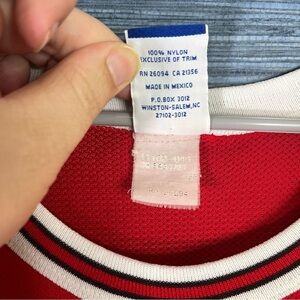 100% NYLON
EXCLUSIVE OF TRIM
RN 26094 CA 21356
MADE IN MEXICO
P.O.BOX 3012
WINSTON-SALEM,NC
27102-3012